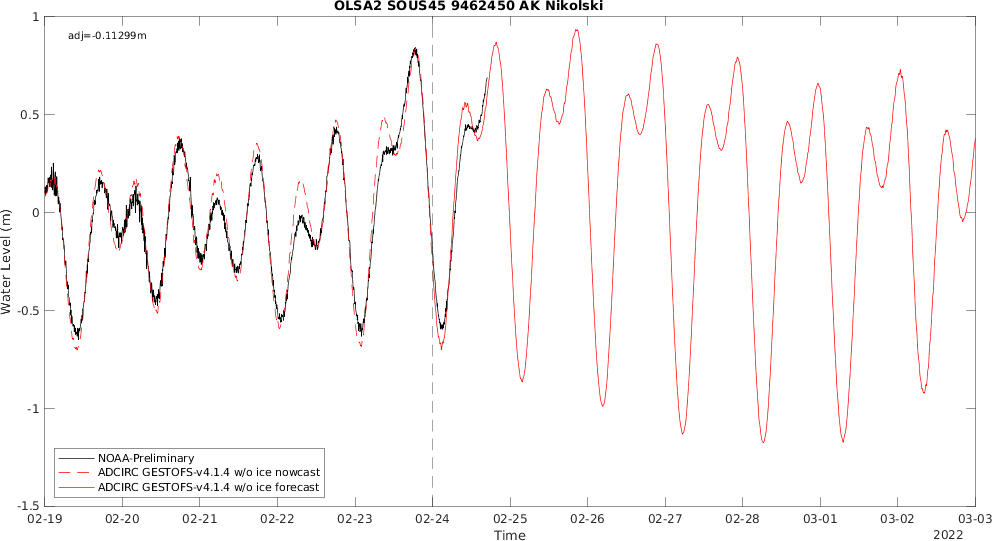 OLSA2 SOUS45 9462450 AK Nikolski
adj=-0.11299m
Water Level (m)
1
0.5
0
-0.5
-1
-1.5
NOAA-Preliminary
ADCIRC GESTOFS-v4.1.4 w/o ice nowcast
ADCIRC GESTOFS-v4.1.4 w/o ice forecast
02-19 02-20 02-21 02-22 02-23 02-24 02-25 02-26 02-27 02-28 03-01 03-02 03-03
Time
2022